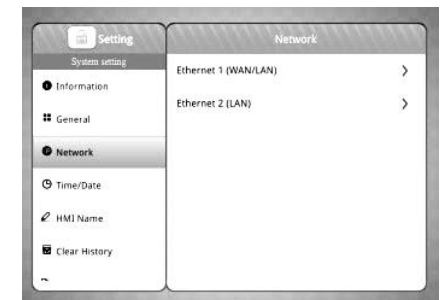 Setting
System setting
Information
General
Network
Time/Date
HMI Name
Clear History
Network
Ethernet 1 (WAN/LAN)
Ethernet 2 (LAN)